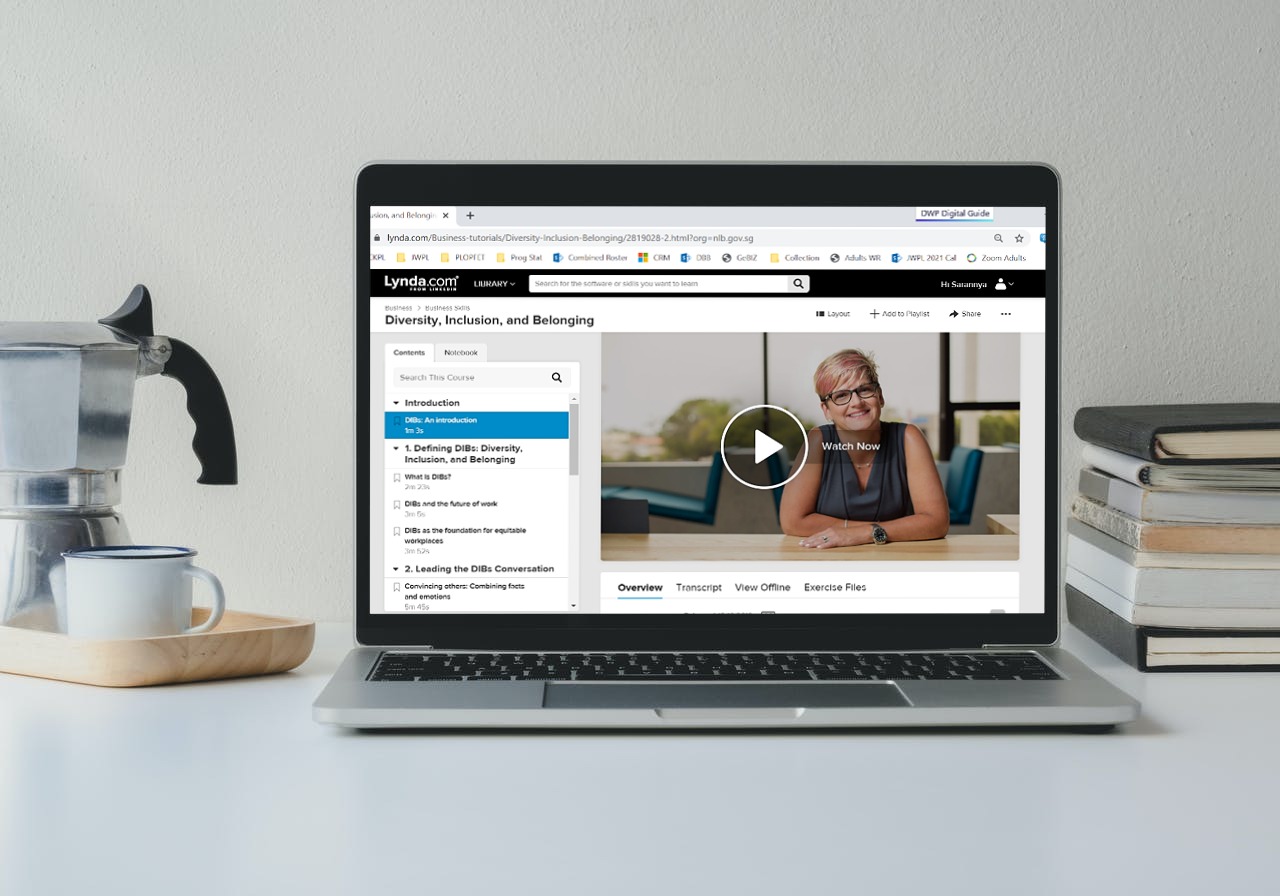 usion, and Belongin
DWP Digital Guide
lynda.com/Business-tutorials/Diversity-Inclusion-Belonging/2819028-2.html?org=nlb.gov.sg
CKPL JWPL PLOPFET Prog Stat Combined Roster CRM DBB GeBIZ Collection Adults WR JWPL 2021 Cal Zoom Adults
Lynda.com
FROM LINKEDIN
LIBRARY
Search for the software or skills you want to learn
Hi Sarannya
Business > Business Skills
Diversity, Inclusion, and Belonging
Layout Add to Playlist Share
Contents Notebook
Search This Course
Introduction
DIBs: An introduction
1m 3s
1. Defining DIBs: Diversity,
Inclusion, and Belonging
What is DIBs?
2m 23s
DIBs and the future of work
DIBs as the foundation for equitable
workplaces
3m 52s
2. Leading the DIBs Conversation
Convincing others: Combining facts
and emotions
5m 45s
Watch Now
Overview Transcript View Offline Exercise Files